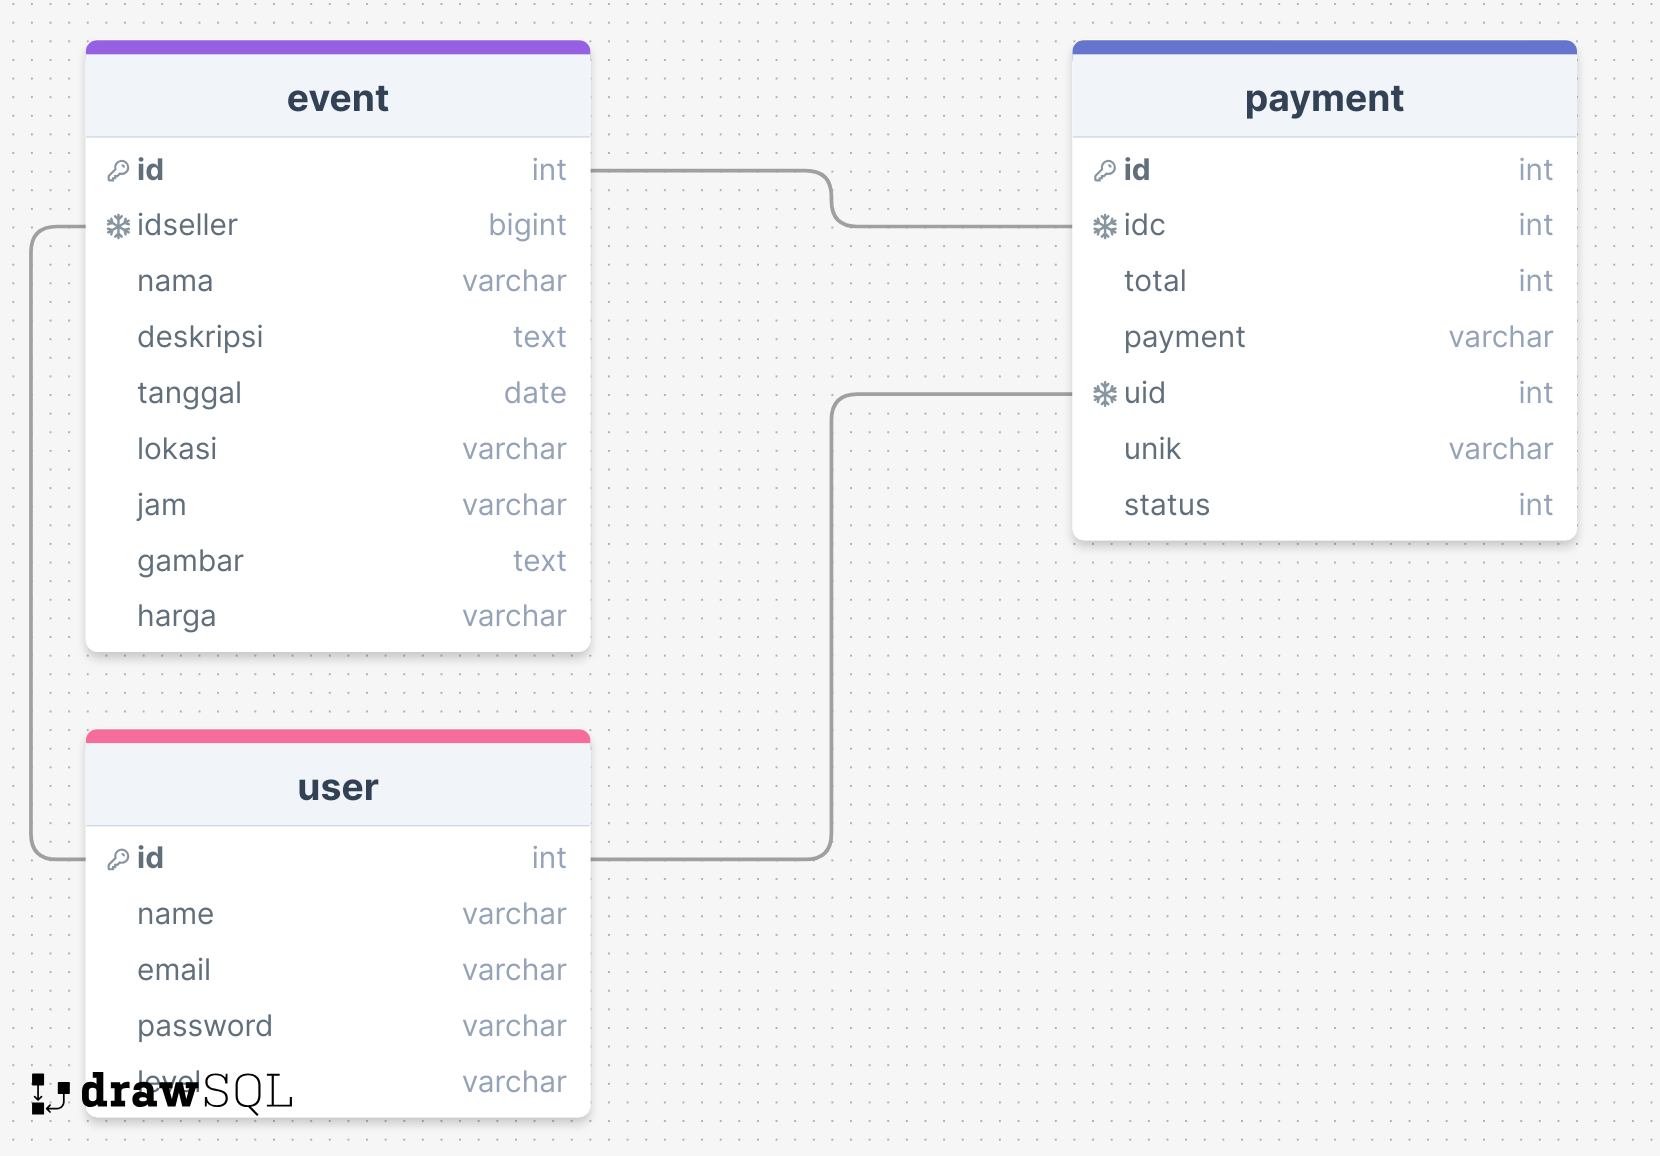 event
id int
idseller bigint
nama varchar
deskripsi text
tanggal date
lokasi varchar
jam varchar
gambar text
harga varchar
payment
id int
idc int
total int
payment varchar
uid int
unik varchar
status int
user
id int
name varchar
email varchar
password varchar
level varchar
drawSQL